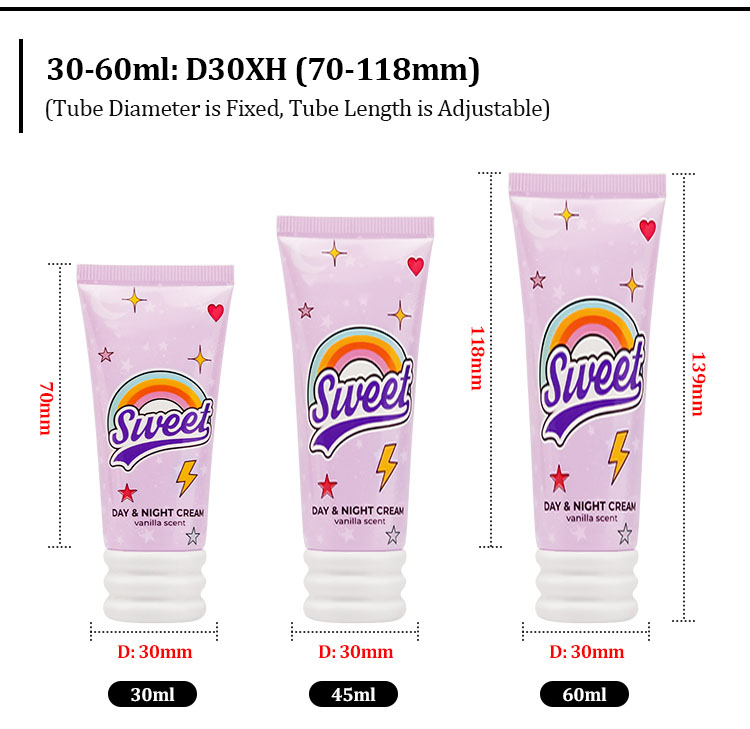 30-60ml: D30XH (70-118mm)
(Tube Diameter is Fixed, Tube Length is Adjustable)
70mm
118mm
139mm
Sweet
DAY & NIGHT CREAM
vanilla scent
Sweet
DAY & NIGHT CREAM
vanilla scent
Sweet
DAY & NIGHT CREAM
vanilla scent
D: 30mm
D: 30mm
D: 30mm
30ml
45ml
60ml